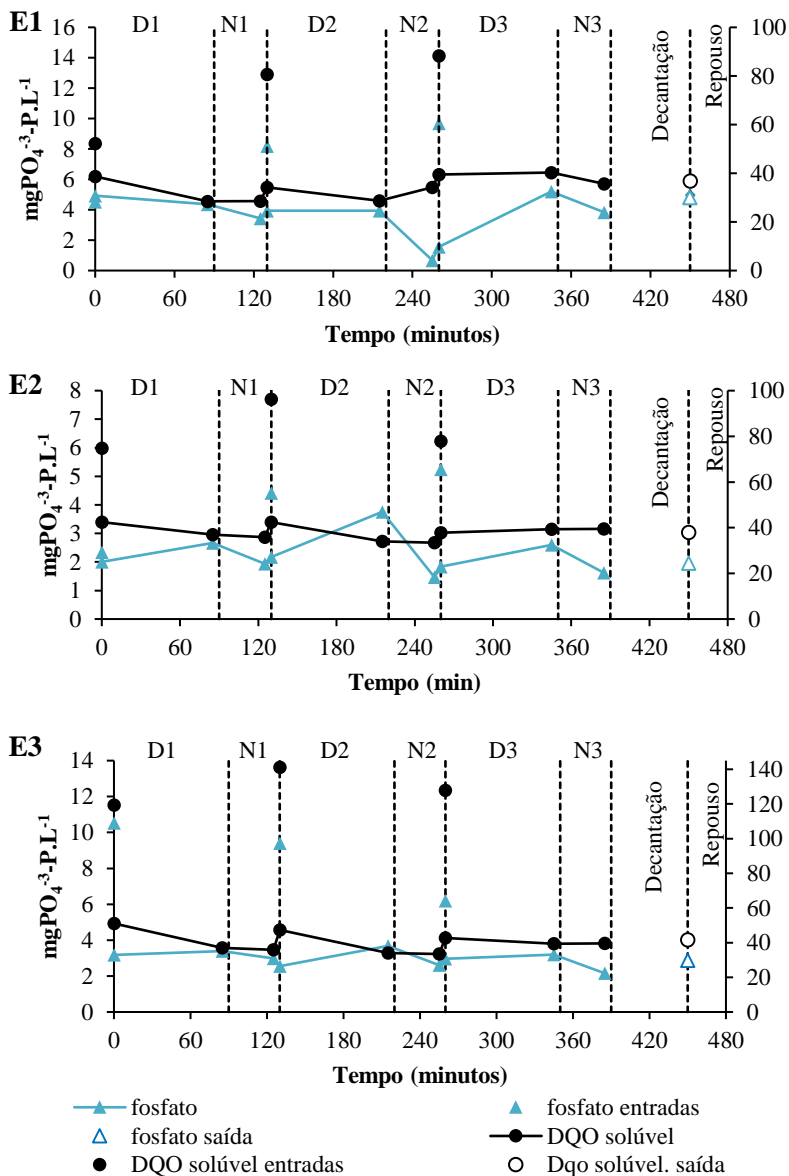 E1
D1 N1 D2 N2 D3 N3 Decantação Repouso
mgPO4-3-P.L-1
16 14 12 10 8 6 4 2 0
100 80 60 40 20 0
0 60 120 180 240 300 360 420 480
Tempo (minutos)
E2
D1 N1 D2 N2 D3 N3 Decantação Repouso
mgPO4-3-P.L-1
8 7 6 5 4 3 2 1 0
100 80 60 40 20 0
0 60 120 180 240 300 360 420 480
Tempo (min)
E3
D1 N1 D2 N2 D3 N3 Decantação Repouso
mgPO4-3-P.L-1
14 12 10 8 6 4 2 0
140 120 100 80 60 40 20 0
0 60 120 180 240 300 360 420 480
Tempo (minutos)
fosfato fosfato entradas
fosfato saída DQO solúvel
DQO solúvel entradas Dqo solúvel. saída